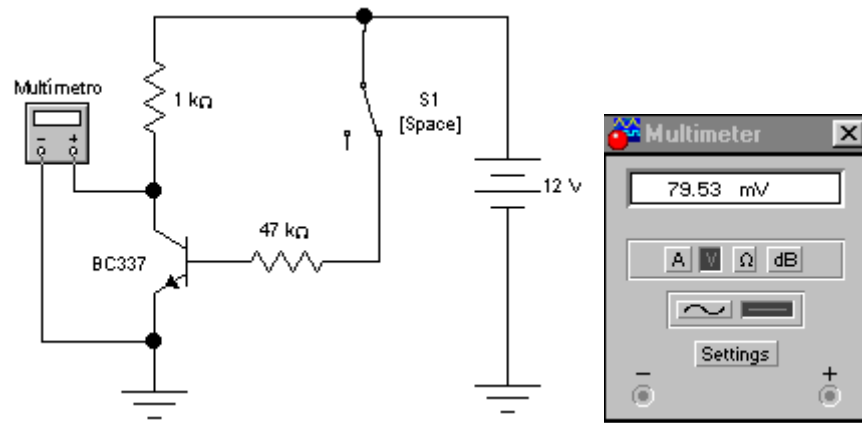 Multímetro
- +
1 kΩ
S1
[Space]
12 V
47 kΩ
BC337
Multimeter
79.53 mV
A V Ω dB
Settings
- +